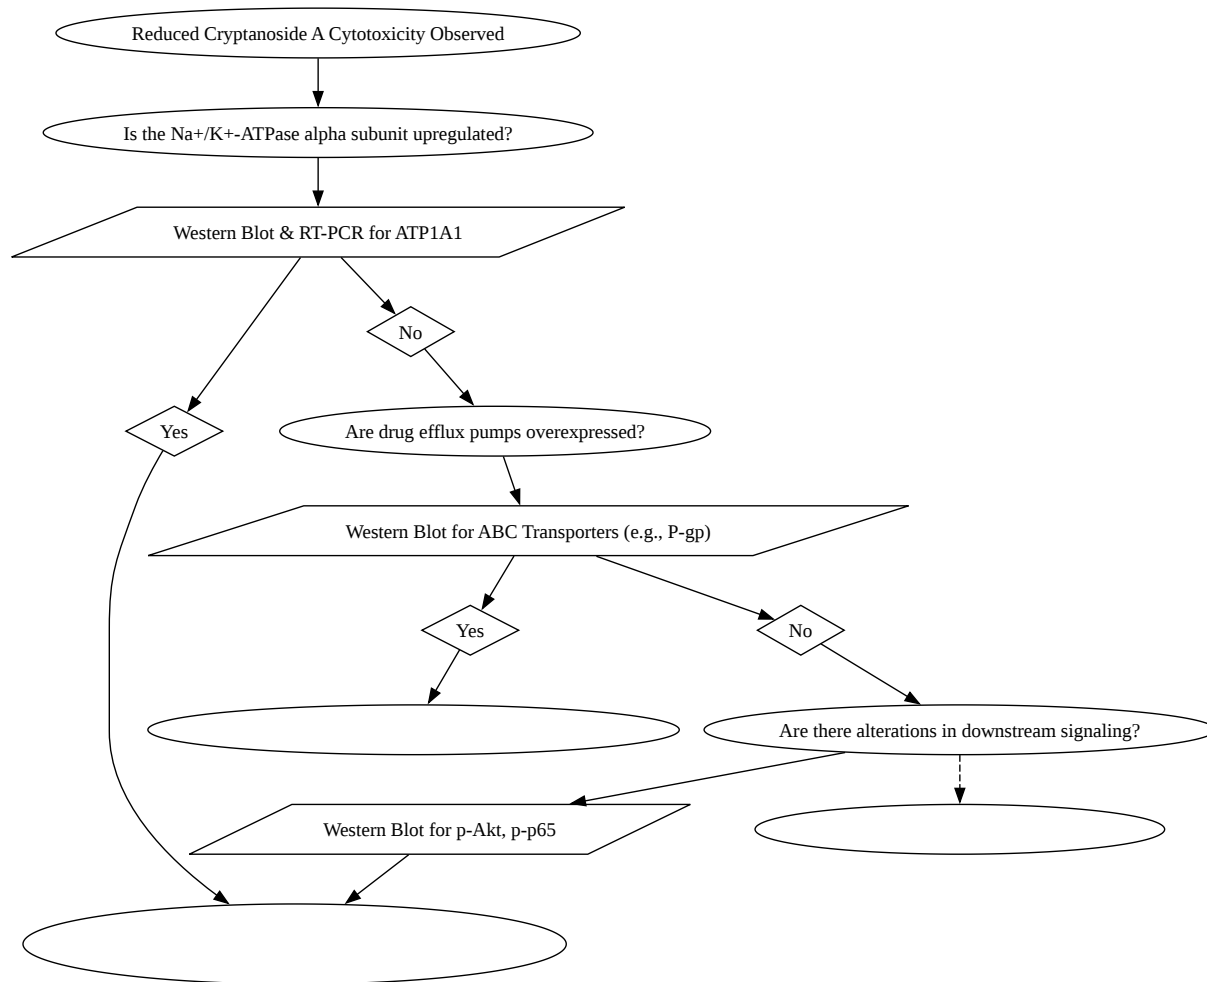 Reduced Cryptanoside A Cytotoxicity Observed
Is the Na+/K+-ATPase alpha subunit upregulated?
Western Blot & RT-PCR for ATP1A1
No
Yes
Are drug efflux pumps overexpressed?
Western Blot for ABC Transporters (e.g., P-gp)
Yes
No
Are there alterations in downstream signaling?
Western Blot for p-Akt, p-p65